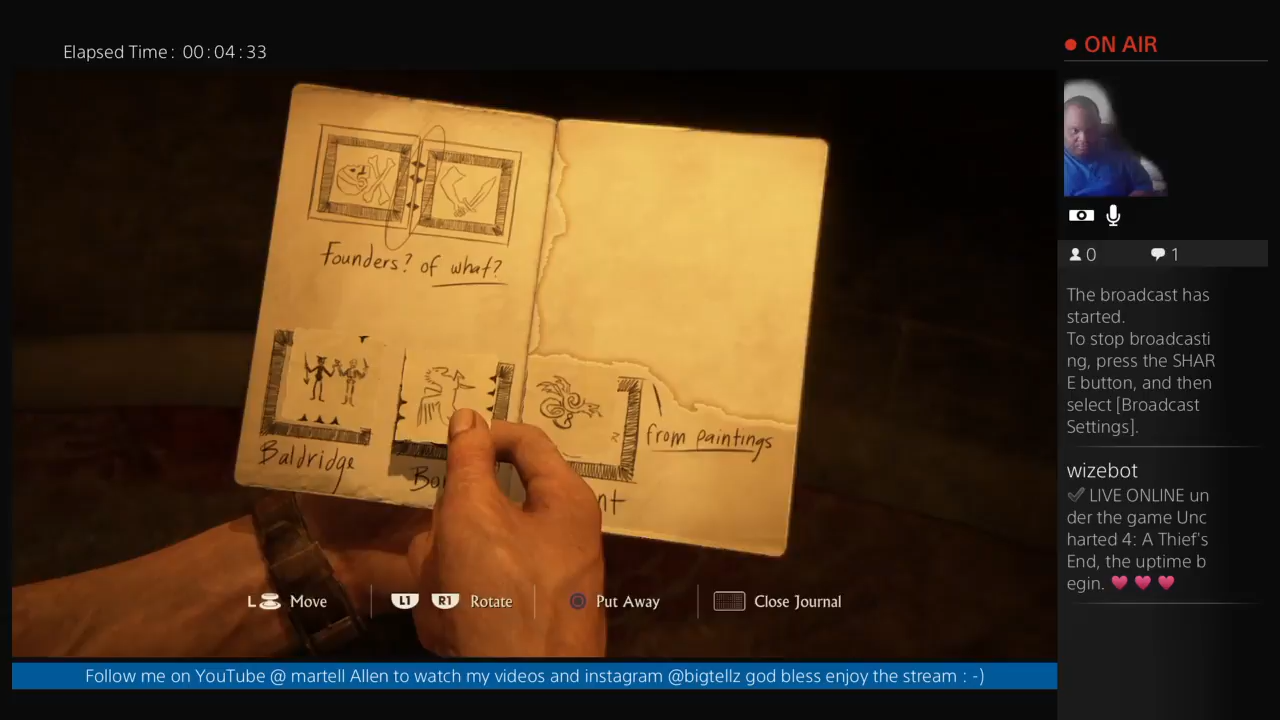 Elapsed Time: 00:04:33
ON AIR
0
1
The broadcast has
started.
To stop broadcasti
ng, press the SHAR
E button, and then
select [Broadcast
Settings].
wizebot
✓ LIVE ONLINE un
der the game Unc
harted 4: A Thief's
End, the uptime b
egin. ♥ ♥ ♥
Founders? of what?
from paintings
Baldridge
L Move
L1 R1 Rotate
Put Away
Close Journal
Follow me on YouTube @ martell Allen to watch my videos and instagram @bigtellz god bless enjoy the stream : -)